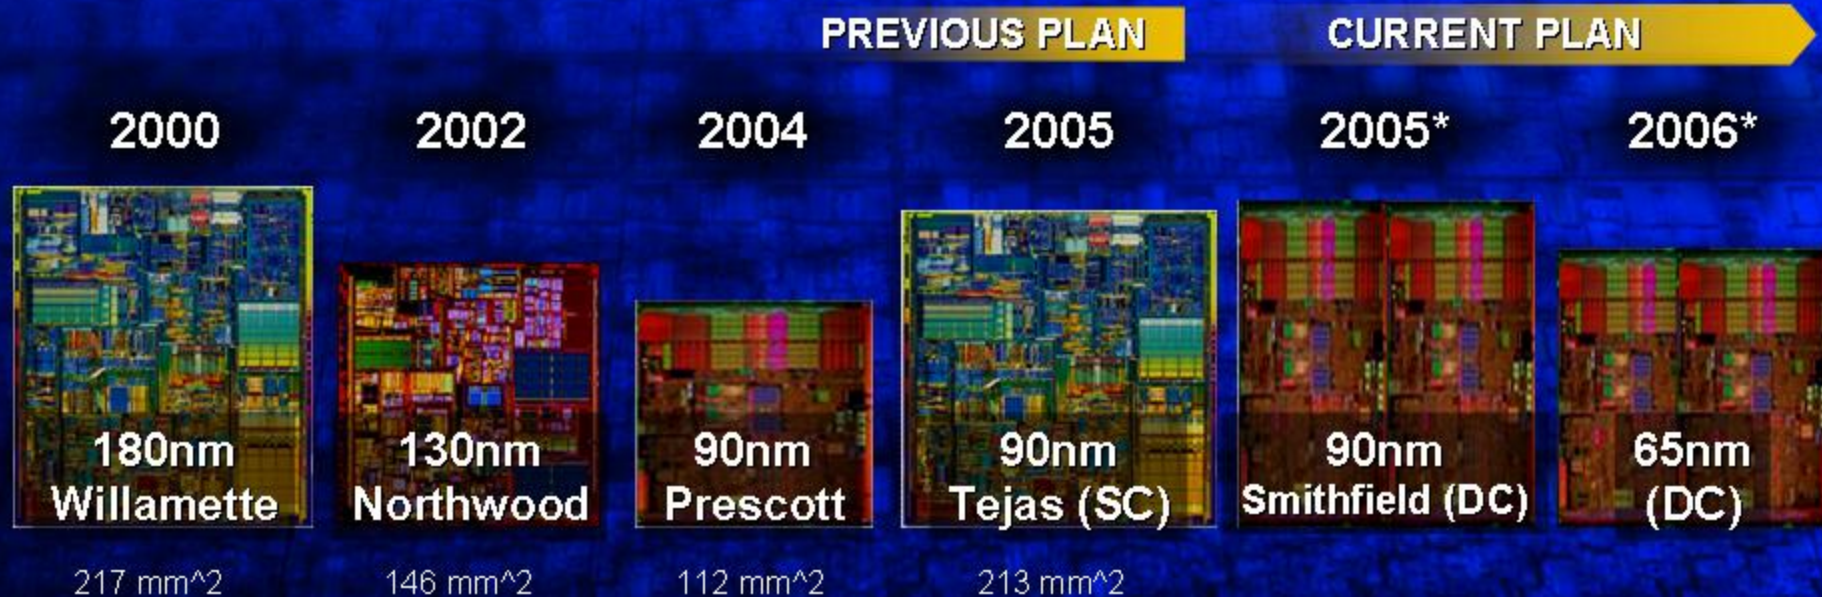 PREVIOUS PLAN CURRENT PLAN
2000 2002 2004 2005 2005* 2006*
180nm 130nm 90nm 90nm 90nm 65nm
Willamette Northwood Prescott Tejas (SC) Smithfield (DC) (DC)
217 mm^2 146 mm^2 112 mm^2 213 mm^2